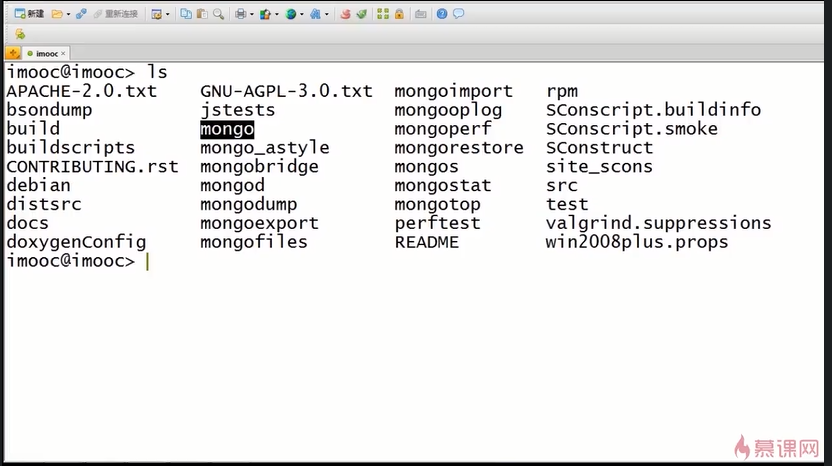 新建 重新连接
imooc
imooc@imooc> ls
APACHE-2.0.txt GNU-AGPL-3.0.txt mongoimport rpm
bsondump jstests mongooplog SConscript.buildinfo
build mongo mongoperf SConscript.smoke
buildscripts mongo_astyle mongorestore SConstruct
CONTRIBUTING.rst mongobridge mongos site_scons
debian mongod mongostat src
distsrc mongodump mongotop test
docs mongoexport perftest valgrind.suppressions
doxygenConfig mongofiles README win2008plus.props
imooc@imooc>
慕课网